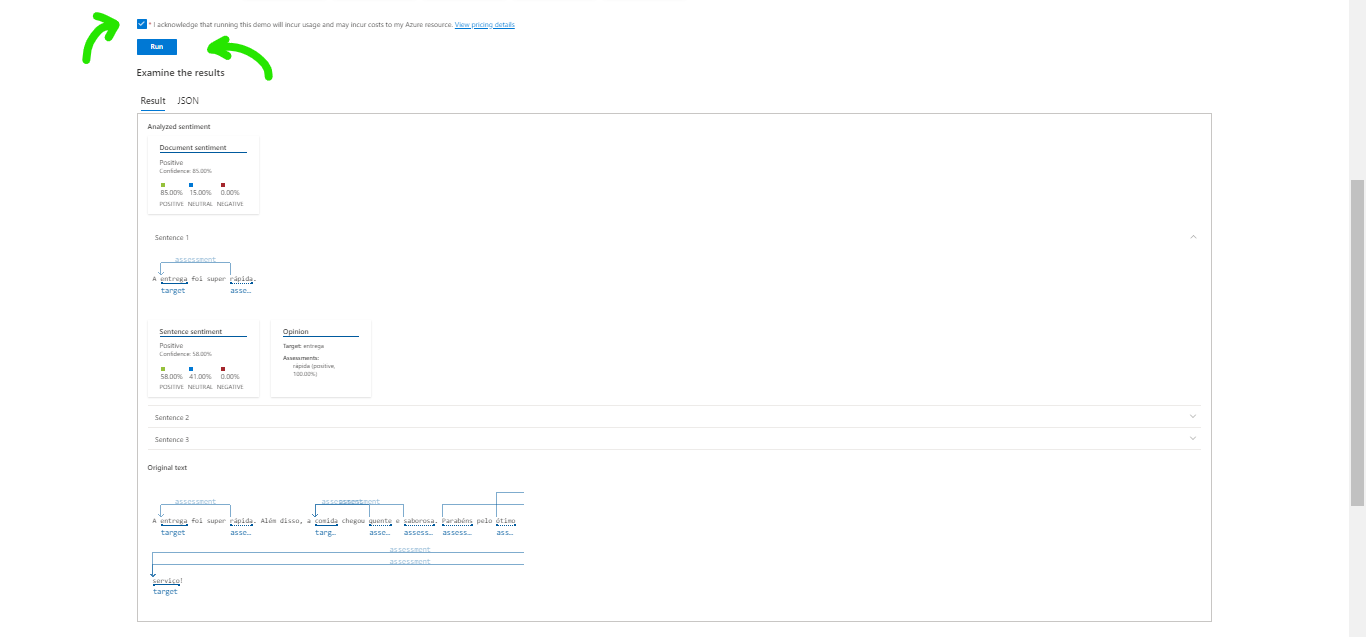 * I acknowledge that running this demo will incur usage and may incur costs to my Azure resource. View pricing details
Run
Examine the results
Result JSON
Analyzed sentiment
Document sentiment
Positive
Confidence: 85.00%
85.00% 15.00% 0.00%
POSITIVE NEUTRAL NEGATIVE
Sentence 1
assessment
A entrega foi super rápida.
target asse…
Sentence sentiment
Positive
Confidence: 58.00%
58.00% 41.00% 0.00%
POSITIVE NEUTRAL NEGATIVE
Opinion
Target: entrega
Assessments:
rápida (positive,
100.00%)
Sentence 2
Sentence 3
Original text
assessment assessment
A entrega foi super rápida. Além disso, a comida chegou quente e saborosa. Parabéns pelo ótimo
target asse… targ… asse… assess… assess… ass…
assessment
assessment
serviço!
target